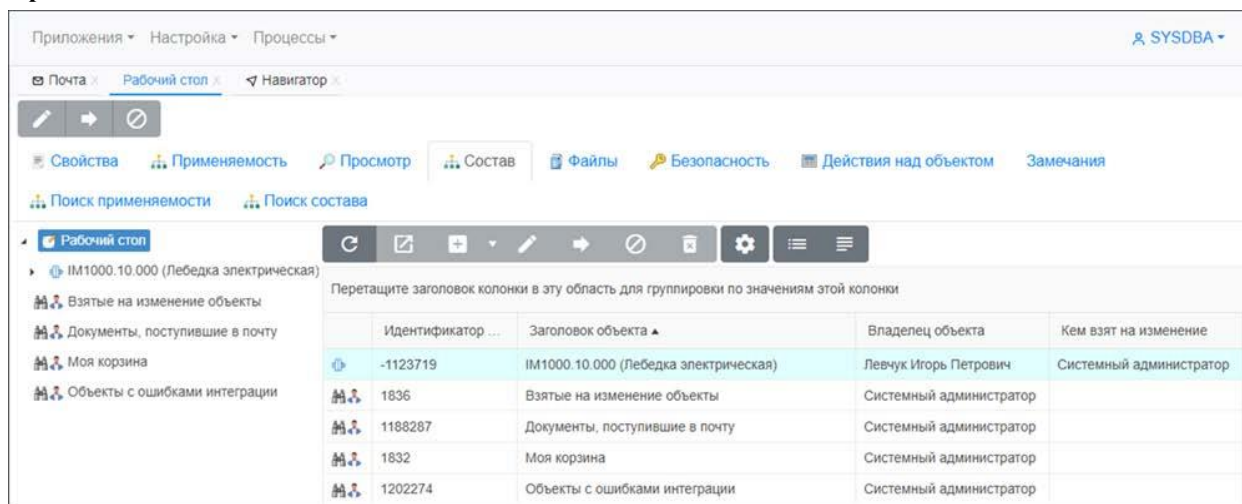 Приложения Настройка Процессы SYSDBA
Почта Рабочий стол Навигатор
Свойства Применяемость Просмотр Состав Файлы Безопасность Действия над объектом Замечания
Поиск применяемости Поиск состава
Рабочий стол
IM1000.10.000 (Лебедка электрическая)
Взятые на изменение объекты
Документы, поступившие в почту
Моя корзина
Объекты с ошибками интеграции
Перетащите заголовок колонки в эту область для группировки по значениям этой колонки
Идентификатор ... Заголовок объекта Владелец объекта Кем взят на изменение
-1123719 IM1000.10.000 (Лебедка электрическая) Левчук Игорь Петрович Системный администратор
1836 Взятые на изменение объекты Системный администратор
1188287 Документы, поступившие в почту Системный администратор
1832 Моя корзина Системный администратор
1202274 Объекты с ошибками интеграции Системный администратор